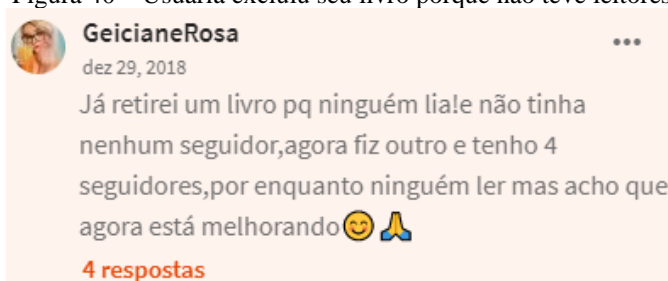 Figura 40 – Usuária excluiu seu livro porque não teve leitores
GeicianeRosa
dez 29, 2018
Já retirei um livro pq ninguém lia!e não tinha
nenhum seguidor,agora fiz outro e tenho 4
seguidores,por enquanto ninguém ler mas acho que
agora está melhorando😊🙏
4 respostas